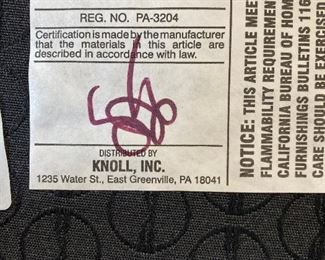 REG. NO. PA-3204
Certification is made by the manufacturer
that the materials in this article are
described in accordance with law.
DISTRIBUTED BY
KNOLL, INC.
1235 Water St., East Greenville, PA 18041
NOTICE: THIS ARTICLE MEE
FLAMMABILITY REQUIREMEN
CALIFORNIA BUREAU OF HOM
FURNISHINGS BULLETINS 116
CARE SHOULD BE EXERCISED